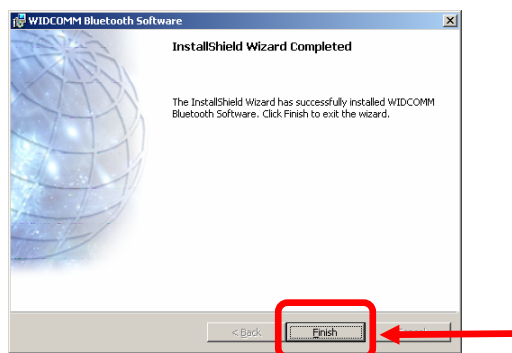 WIDCOMM Bluetooth Software
InstallShield Wizard Completed
The InstallShield Wizard has successfully installed WIDCOMM
Bluetooth Software. Click Finish to exit the wizard.
< Back
Finish